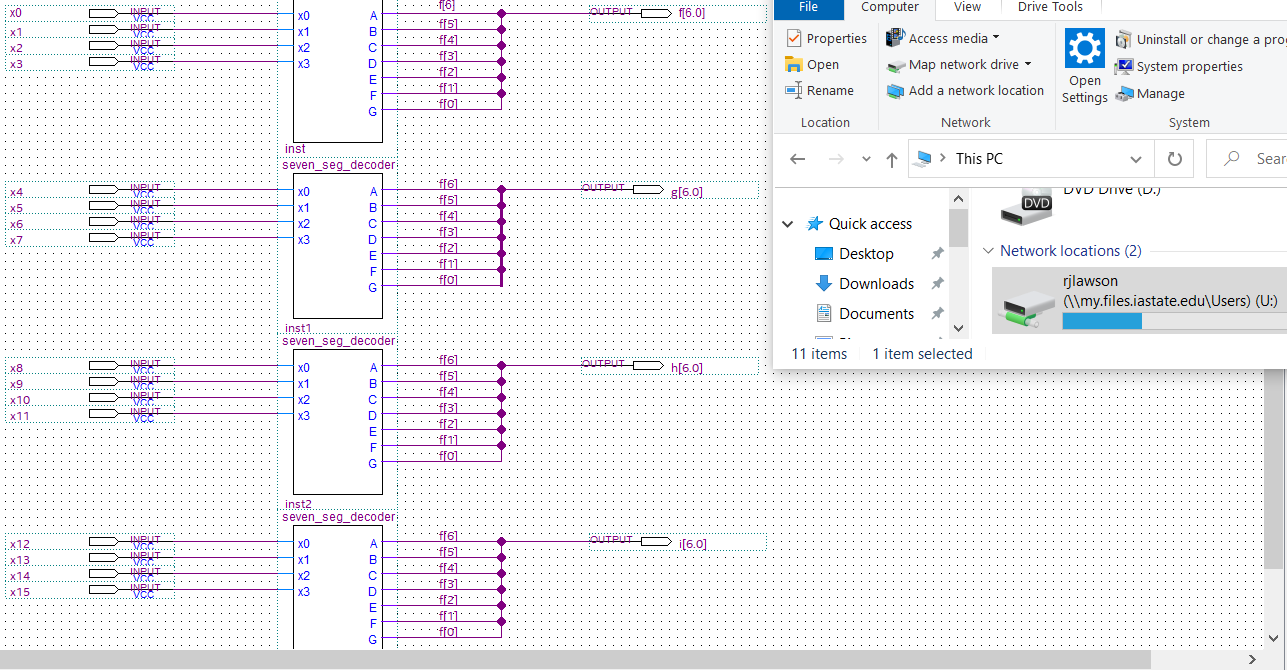 x0 INPUT VCC
x1 INPUT VCC
x2 INPUT VCC
x3 INPUT VCC
x0 A f[6] OUTPUT f[6.0]
x1 B f[5]
x2 C f[4]
x3 D f[3]
E f[2]
F f[1]
G f[0]
inst
seven_seg_decoder
x4 INPUT VCC
x5 INPUT VCC
x6 INPUT VCC
x7 INPUT VCC
x0 A f[6] OUTPUT g[6.0]
x1 B f[5]
x2 C f[4]
x3 D f[3]
E f[2]
F f[1]
G f[0]
inst1
seven_seg_decoder
x8 INPUT VCC
x9 INPUT VCC
x10 INPUT VCC
x11 INPUT VCC
x0 A f[6] OUTPUT h[6.0]
x1 B f[5]
x2 C f[4]
x3 D f[3]
E f[2]
F f[1]
G f[0]
inst2
seven_seg_decoder
x12 INPUT VCC
x13 INPUT VCC
x14 INPUT VCC
x15 INPUT VCC
x0 A f[6] OUTPUT i[6.0]
x1 B f[5]
x2 C f[4]
x3 D f[3]
E f[2]
F f[1]
G f[0]
File Computer View Drive Tools
Properties
Open
Rename
Location
Access media
Map network drive
Add a network location
Network
Open
Settings
Uninstall or change a pro
System properties
Manage
System
This PC
Sear
Quick access
Desktop
Downloads
Documents
DVD Drive (D:)
DVD
Network locations (2)
rjlawson
(\\my.files.iastate.edu\Users) (U:)
11 items 1 item selected